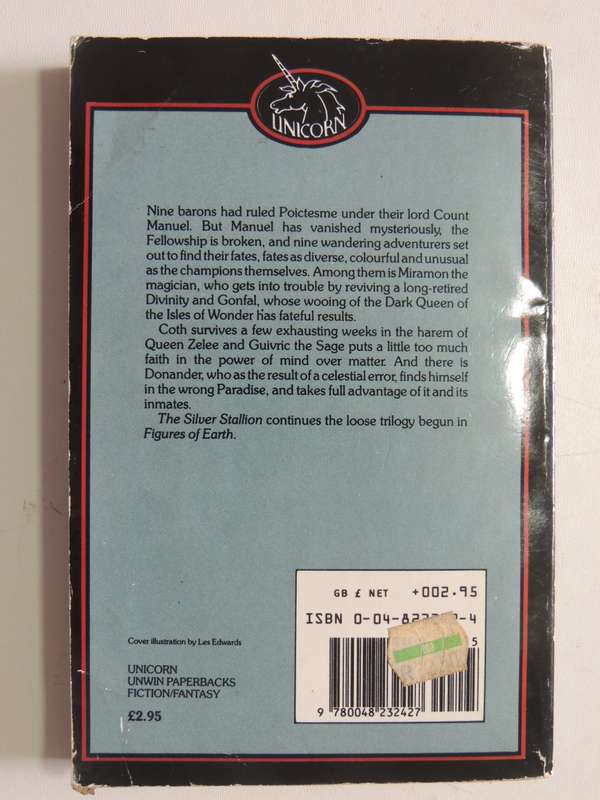 UNICORN
Nine barons had ruled Poictesme under their lord Count
Manuel. But Manuel has vanished mysteriously, the
Fellowship is broken, and nine wandering adventurers set
out to find their fates, fates as diverse, colourful and unusual
as the champions themselves. Among them is Miramon the
magician, who gets into trouble by reviving a long-retired
Divinity and Gonfal, whose wooing of the Dark Queen of
the Isles of Wonder has fateful results.
Coth survives a few exhausting weeks in the harem of
Queen Zelee and Guivric the Sage puts a little too much
faith in the power of mind over matter. And there is
Donander, who as the result of a celestial error, finds himself
in the wrong Paradise, and takes full advantage of it and its
inmates.
The Silver Stallion continues the loose trilogy begun in
Figures of Earth.
GB £ NET +002.95
ISBN 0-04-82 -4
5
9 780048 232427
Cover illustration by Les Edwards
UNICORN
UNWIN PAPERBACKS
FICTION/FANTASY
£2.95